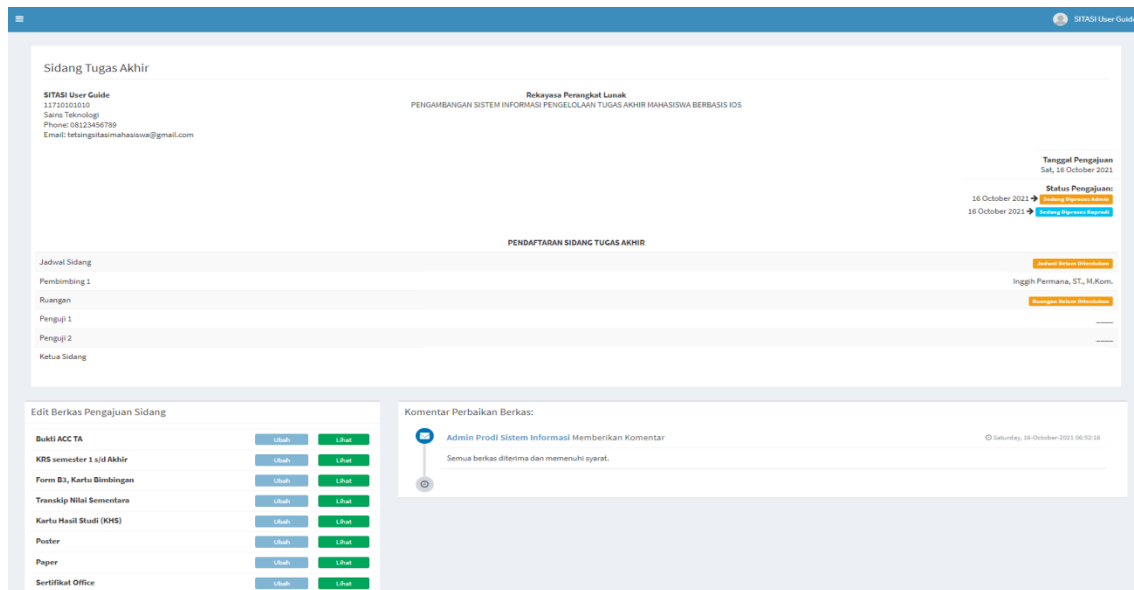 SITASI User Guide
Sidang Tugas Akhir
SITASI User Guide
11710101010
Sains Teknologi
Phone: 08123456789
Email: tetsingsitasimahasiswa@gmail.com
Rekayasa Perangkat Lunak
PENGAMBANGAN SISTEM INFORMASI PENGELOLAAN TUGAS AKHIR MAHASISWA BERBASIS IOS
Tanggal Pengajuan
Sat, 16 October 2021
Status Pengajuan:
16 October 2021 → Sedang Diproses Admin
16 October 2021 → Sedang Diproses Kaprodi
PENDAFTARAN SIDANG TUGAS AKHIR
Jadwal Sidang Jadwal Belum Ditentukan
Pembimbing 1 Inggih Permana, ST., M.Kom.
Ruangan Ruangan Belum Ditentukan
Penguji 1 ____
Penguji 2 ____
Ketua Sidang
Edit Berkas Pengajuan Sidang
Bukti ACC TA Ubah Lihat
KRS semester 1 s/d Akhir Ubah Lihat
Form B3, Kartu Bimbingan Ubah Lihat
Transkip Nilai Sementara Ubah Lihat
Kartu Hasil Studi (KHS) Ubah Lihat
Poster Ubah Lihat
Paper Ubah Lihat
Sertifikat Office Ubah Lihat
Komentar Perbaikan Berkas:
Admin Prodi Sistem Informasi Memberikan Komentar
Saturday, 16-October-2021 06:52:16
Semua berkas diterima dan memenuhi syarat.